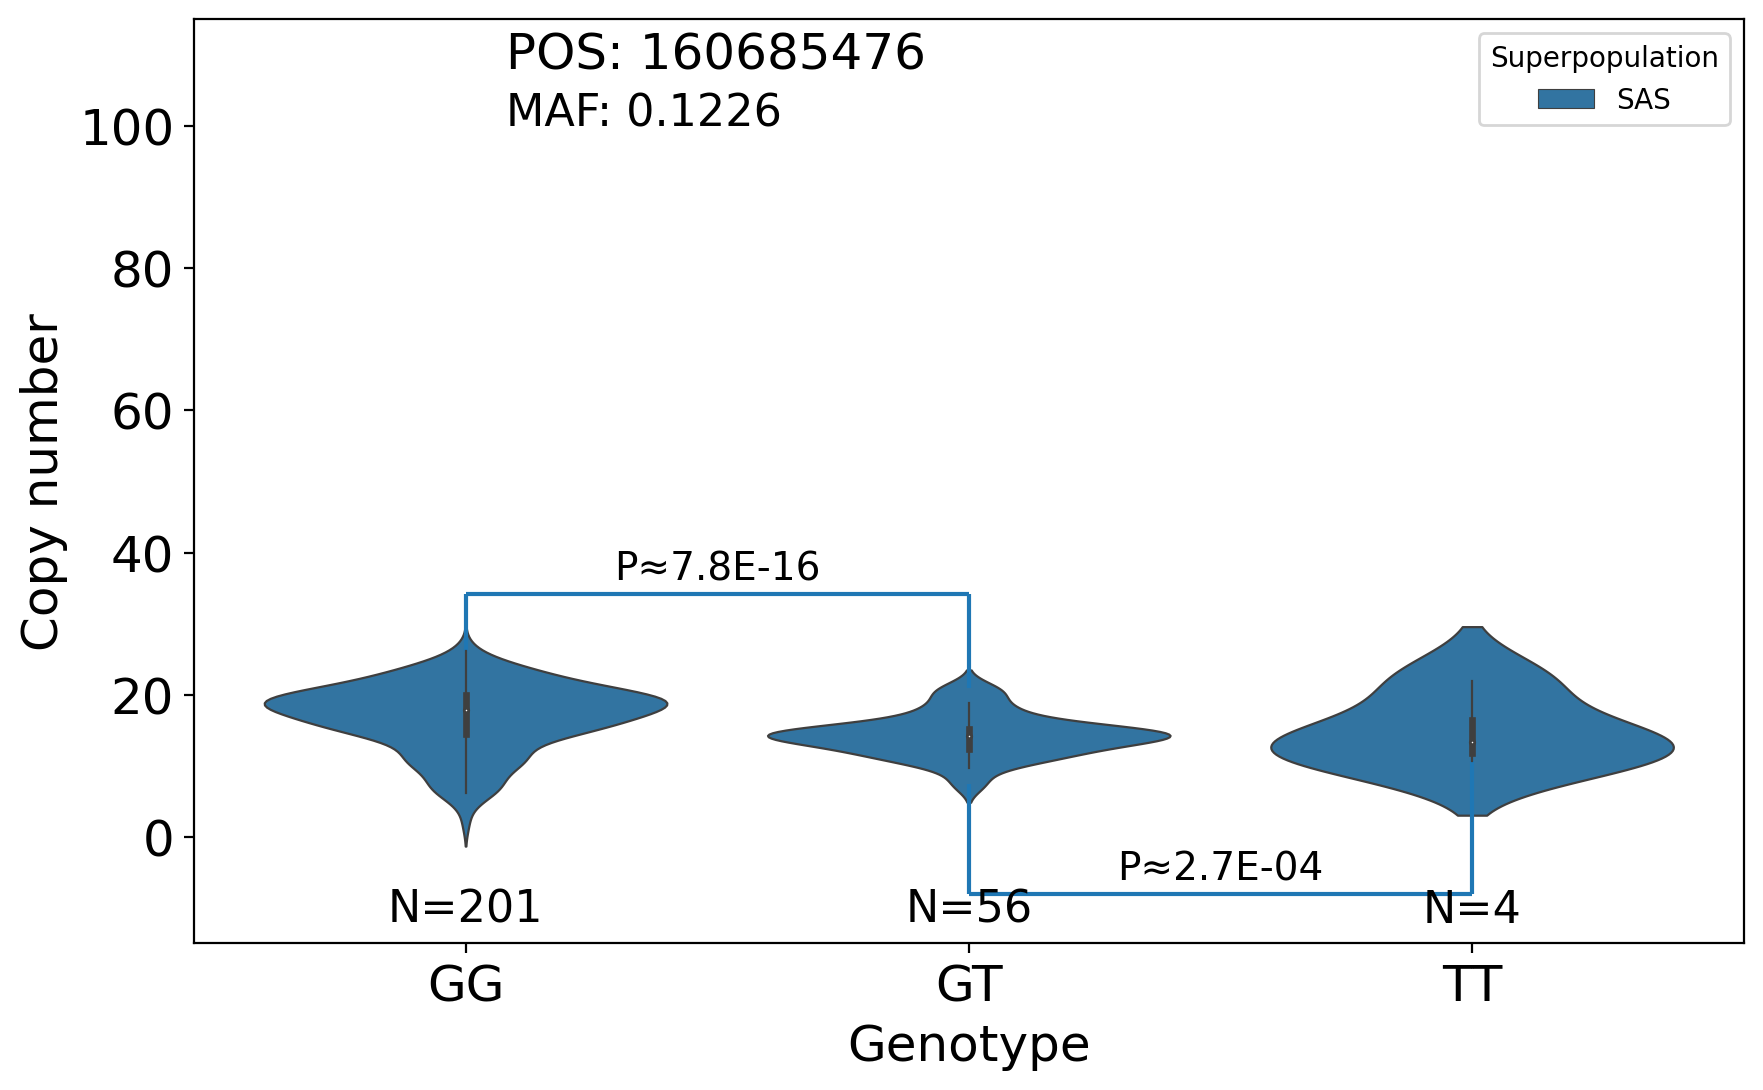 POS: 160685476
MAF: 0.1226
Superpopulation
SAS
Copy number
100
80
60
40
20
0
P≈7.8E-16
P≈2.7E-04
N=201
N=56
N=4
GG
GT
TT
Genotype